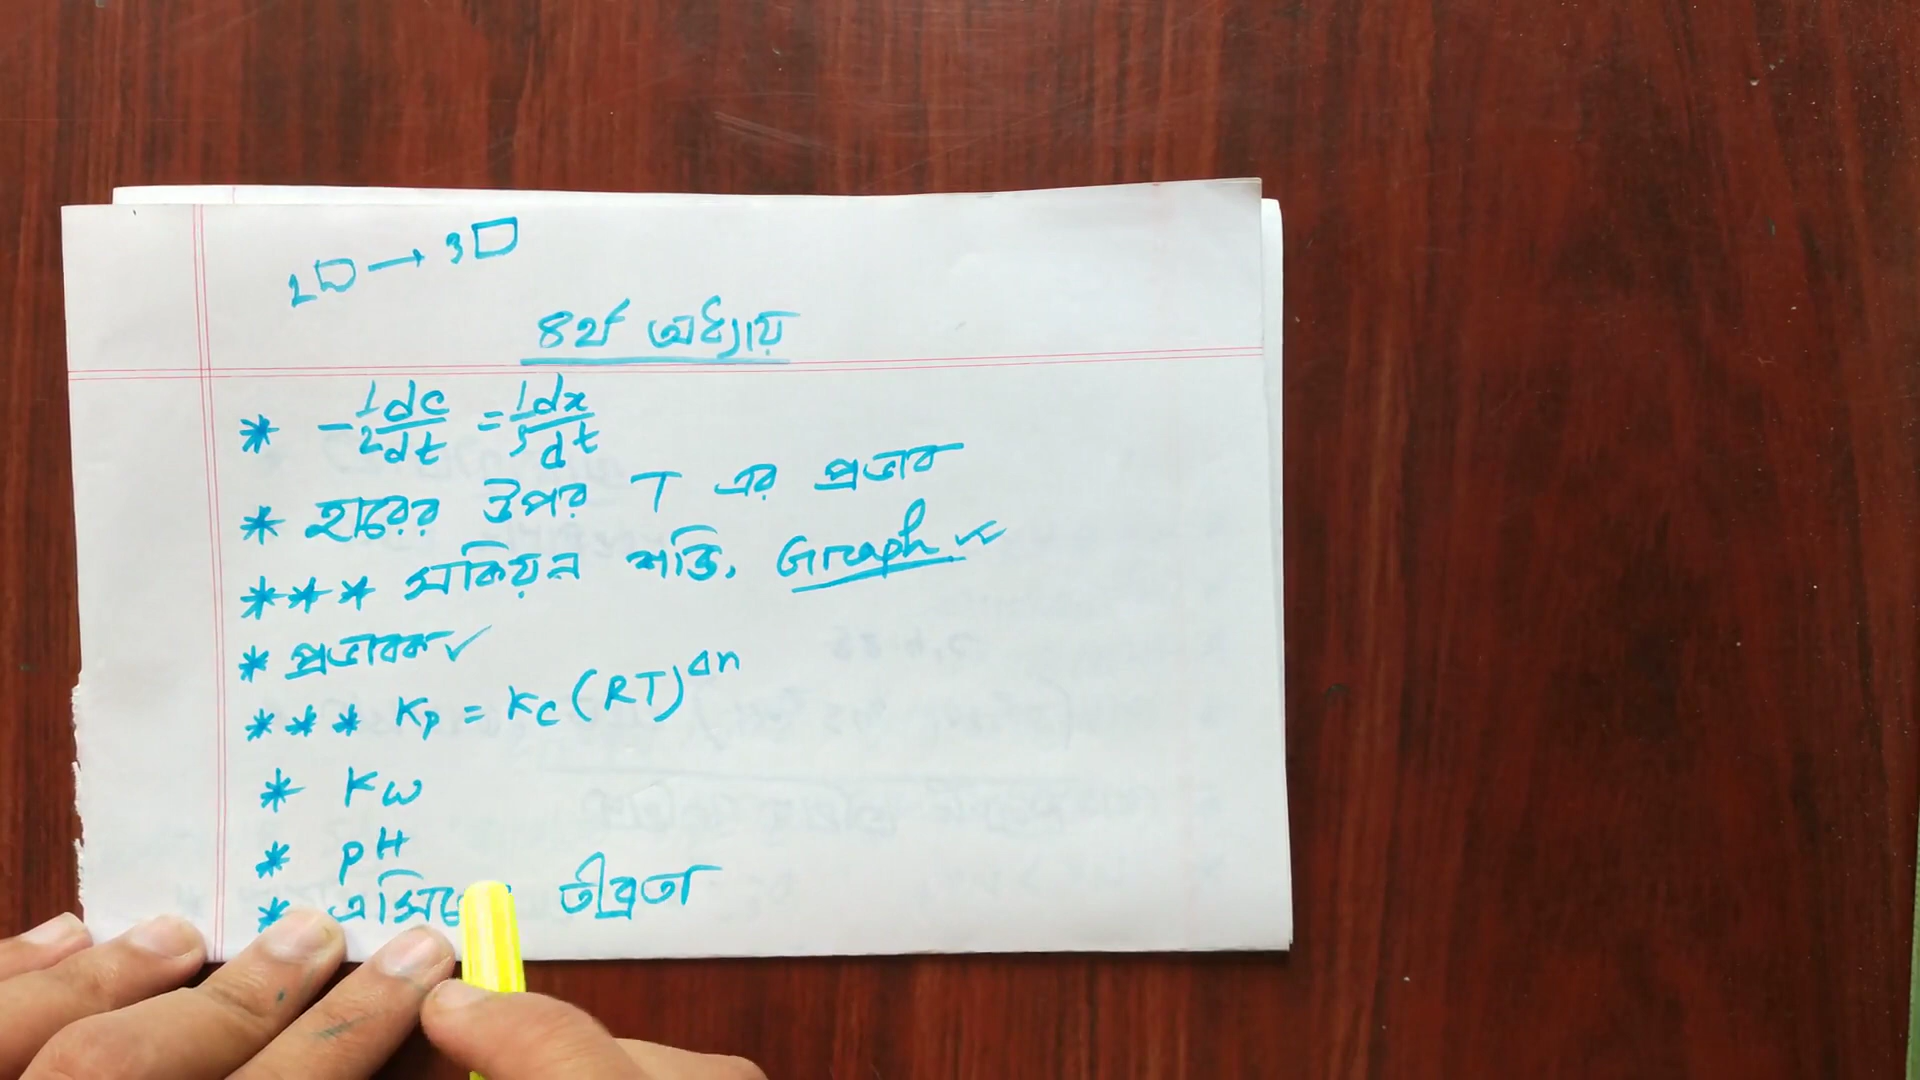 2D → 3D
৪র্থ অধ্যায়
* -1/2 dc/dt = 1/3 dx/dt
* হারের উপর T এর প্রভাব
*** সক্রিয়ন শক্তি, Graph ✓
* প্রভাবক ✓
*** Kp = Kc (RT)^Δn
* Kw
* pH
* তীব্রতা